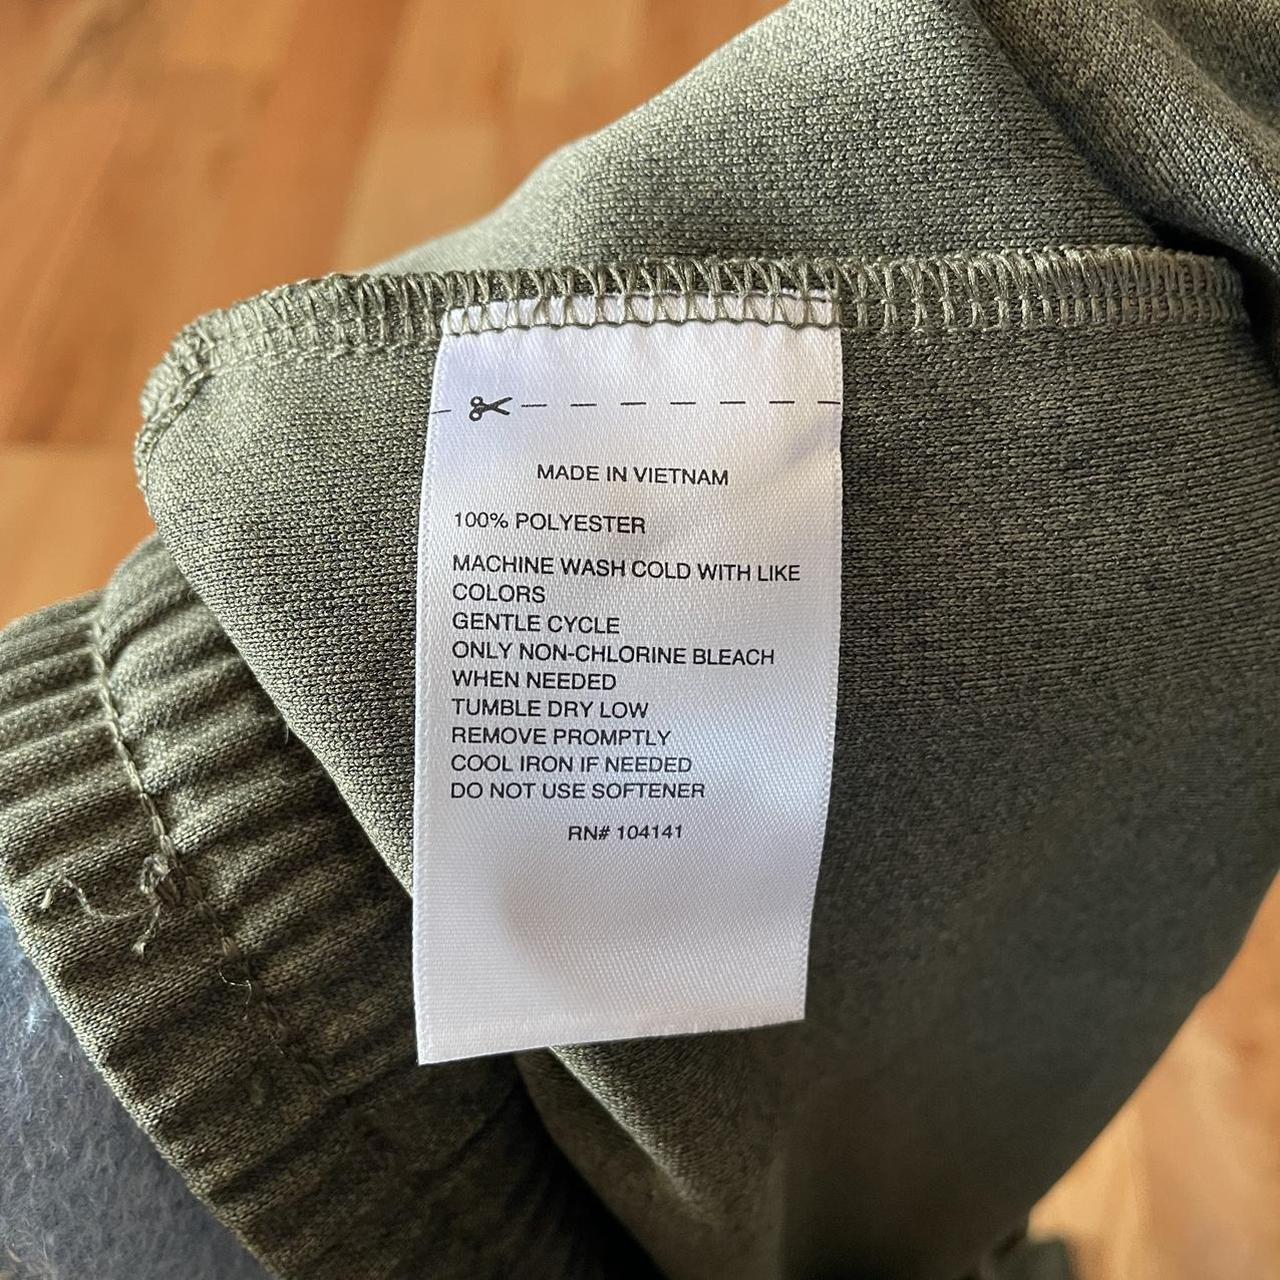 MADE IN VIETNAM
100% POLYESTER
MACHINE WASH COLD WITH LIKE
COLORS
GENTLE CYCLE
ONLY NON-CHLORINE BLEACH
WHEN NEEDED
TUMBLE DRY LOW
REMOVE PROMPTLY
COOL IRON IF NEEDED
DO NOT USE SOFTENER
RN# 104141